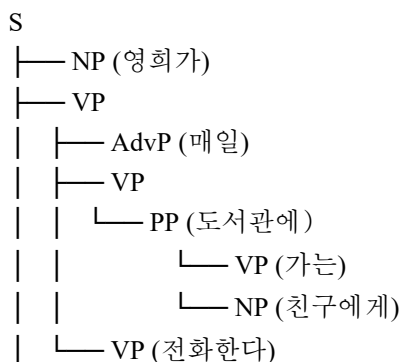 S
├── NP (영희가)
├── VP
│ ├── AdvP (매일)
│ ├── VP
│ │ └── PP (도서관에）
│ │ └── VP (가는)
│ │ └── NP (친구에게)
│ └── VP (전화한다)